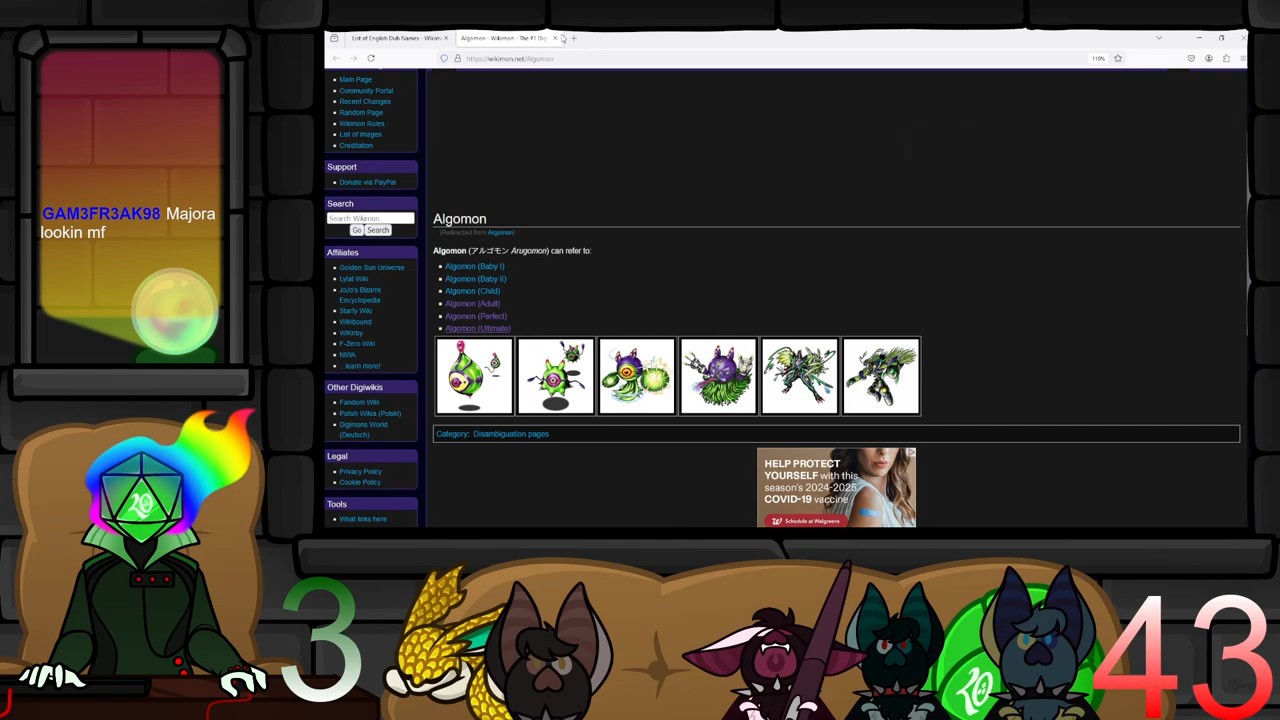 GAM3FR3AK98 Majora
lookin mf
List of English Dub Names - Wikim
Algomon - Wikimon - The #1 Dig
https://wikimon.net/Algomon
110%
Main Page
Community Portal
Recent Changes
Random Page
Wikimon Rules
List of Images
Creditation
Support
Donate via PayPal
Search
Search Wikimon
Go Search
Affiliates
Golden Sun Universe
Lylat Wiki
JoJo's Bizarre
Encyclopedia
Starfy Wiki
Wikibound
WiKirby
F-Zero Wiki
NIWA
...learn more!
Other Digiwikis
Fandom Wiki
Polish Wikia (Polski)
Digimons World
(Deutsch)
Legal
Privacy Policy
Cookie Policy
Tools
What links here
Algomon
(Redirected from Algomon)
Algomon (アルゴモン Arugomon) can refer to:
Algomon (Baby I)
Algomon (Baby II)
Algomon (Child)
Algomon (Adult)
Algomon (Perfect)
Algomon (Ultimate)
Category: Disambiguation pages
HELP PROTECT
YOURSELF with this
season's 2024-2025
COVID-19 vaccine
Schedule at Walgreens
20
3
20
43